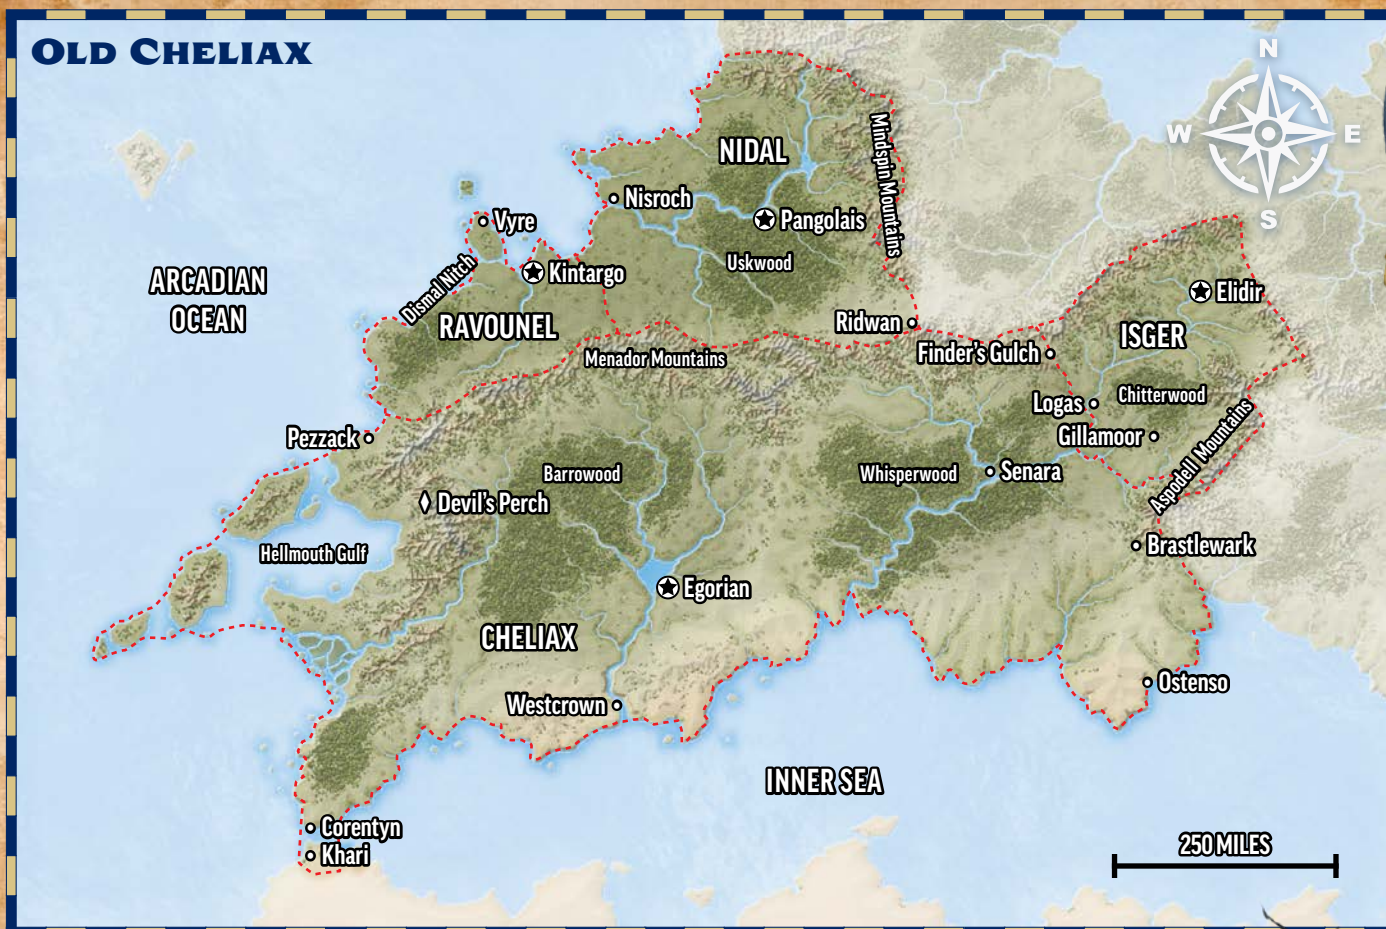 OLD CHELIAX
N
W
E
S
NIDAL
Mindspin Mountains
Nisroch
Vyre
Pangolais
Uskwood
Kintargo
Dismal Nitch
ARCADIAN
OCEAN
RAVOUNEL
Elidir
Ridwan
ISGER
Menador Mountains
Finder's Gulch
Chitterwood
Logas
Pezzack
Gillamoor
Aspodell Mountains
Barrowood
Whisperwood
Senara
Devil's Perch
Hellmouth Gulf
Brastlewark
Egorian
CHELIAX
Westcrown
Ostenso
INNER SEA
Corentyn
Khari
250 MILES